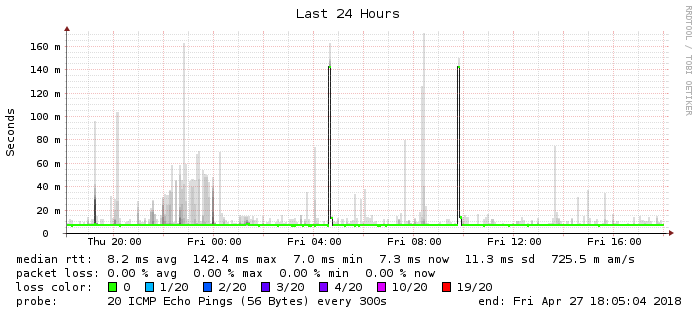 Last 24 Hours
RRDTOOL / TOBI OETIKER
Seconds
160 m
140 m
120 m
100 m
80 m
60 m
40 m
20 m
0
Thu 20:00 Fri 00:00 Fri 04:00 Fri 08:00 Fri 12:00 Fri 16:00
median rtt: 8.2 ms avg 142.4 ms max 7.0 ms min 7.3 ms now 11.3 ms sd 725.5 m am/s
packet loss: 0.00 % avg 0.00 % max 0.00 % min 0.00 % now
loss color: 0 1/20 2/20 3/20 4/20 10/20 19/20
probe: 20 ICMP Echo Pings (56 Bytes) every 300s end: Fri Apr 27 18:05:04 2018